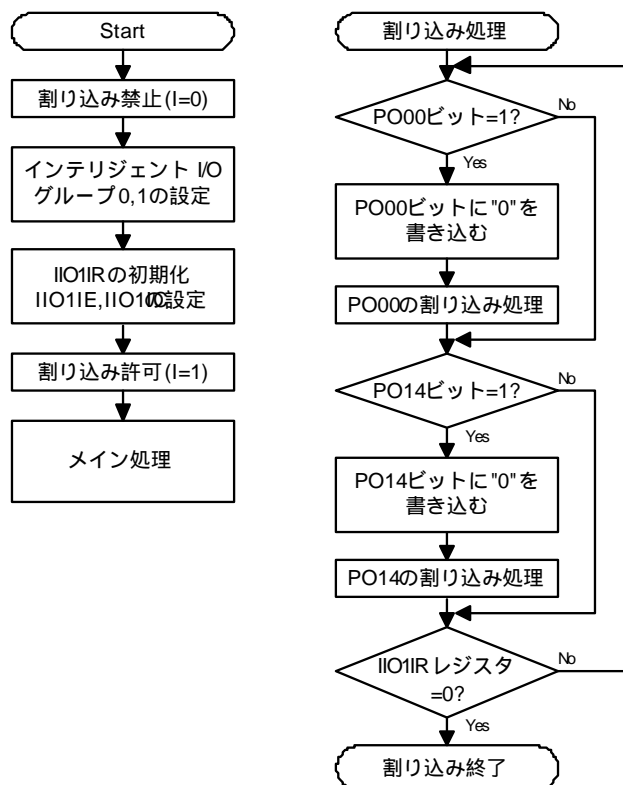 Start
割り込み禁止(I=0)
インテリジェント I/O
グループ0,1の設定
IIO1IRの初期化
IIO1IE,IIO1ICの設定
割り込み許可(I=1)
メイン処理
割り込み処理
PO00ビット=1?
No
Yes
PO00ビットに"0"を
書き込む
PO00の割り込み処理
PO14ビット=1?
No
Yes
PO14ビットに"0"を
書き込む
PO14の割り込み処理
IIO1IRレジスタ
=0?
No
Yes
割り込み終了